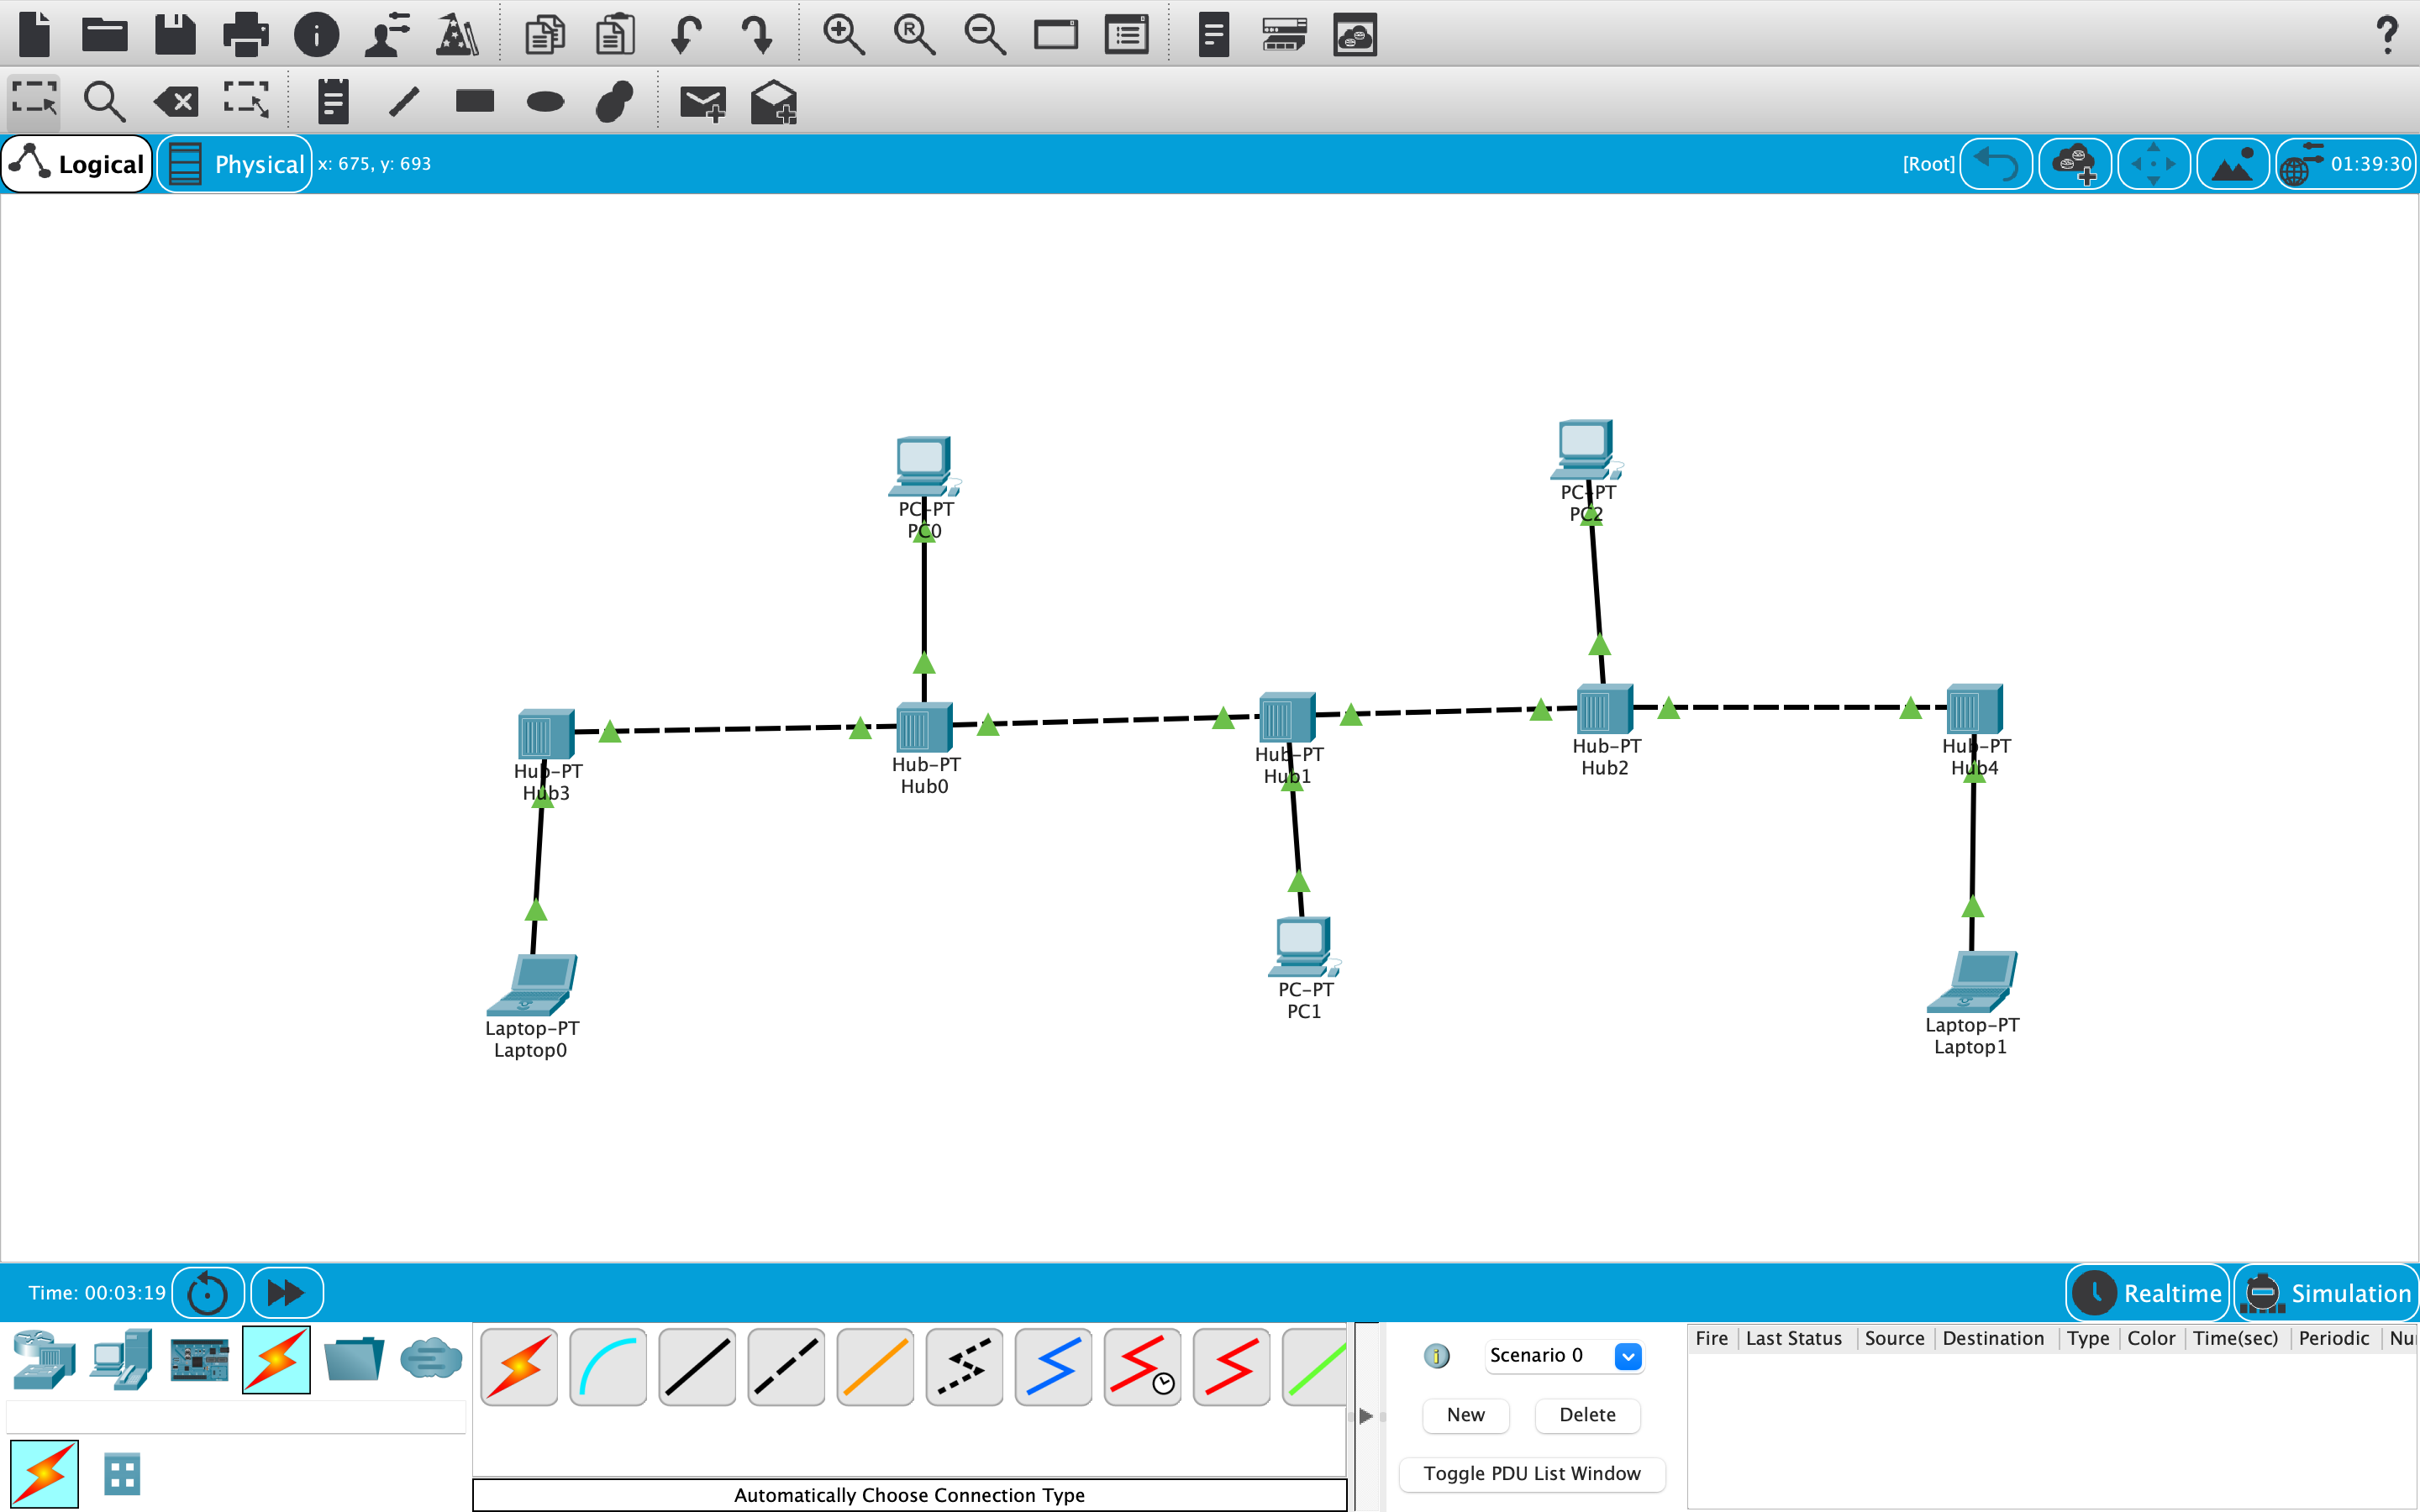 R
i
?
Logical
Physical
x: 675, y: 693
[Root]
01:39:30
PC-PT
PC0
PC-PT
PC2
Hub-PT
Hub3
Hub-PT
Hub0
Hub-PT
Hub1
Hub-PT
Hub2
Hub-PT
Hub4
Laptop-PT
Laptop0
PC-PT
PC1
Laptop-PT
Laptop1
Time: 00:03:19
Realtime
Simulation
Scenario 0
New
Delete
Toggle PDU List Window
Fire Last Status Source Destination Type Color Time(sec) Periodic
Automatically Choose Connection Type